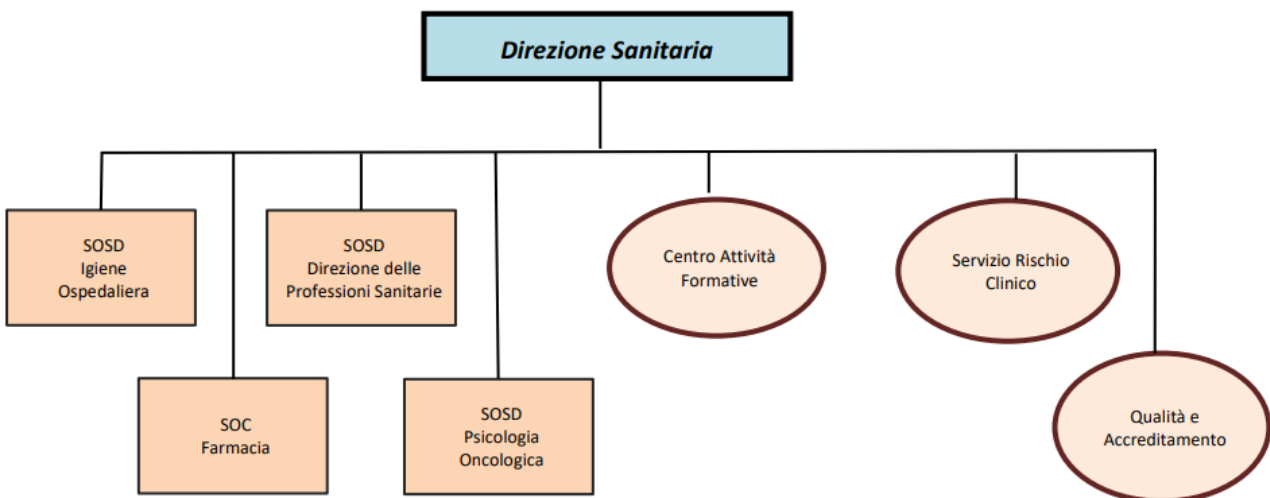 Direzione Sanitaria
SOSD
Igiene
Ospedaliera
SOSD
Direzione delle
Professioni Sanitarie
Centro Attività
Formative
Servizio Rischio
Clinico
SOC
Farmacia
SOSD
Psicologia
Oncologica
Qualità e
Accreditamento